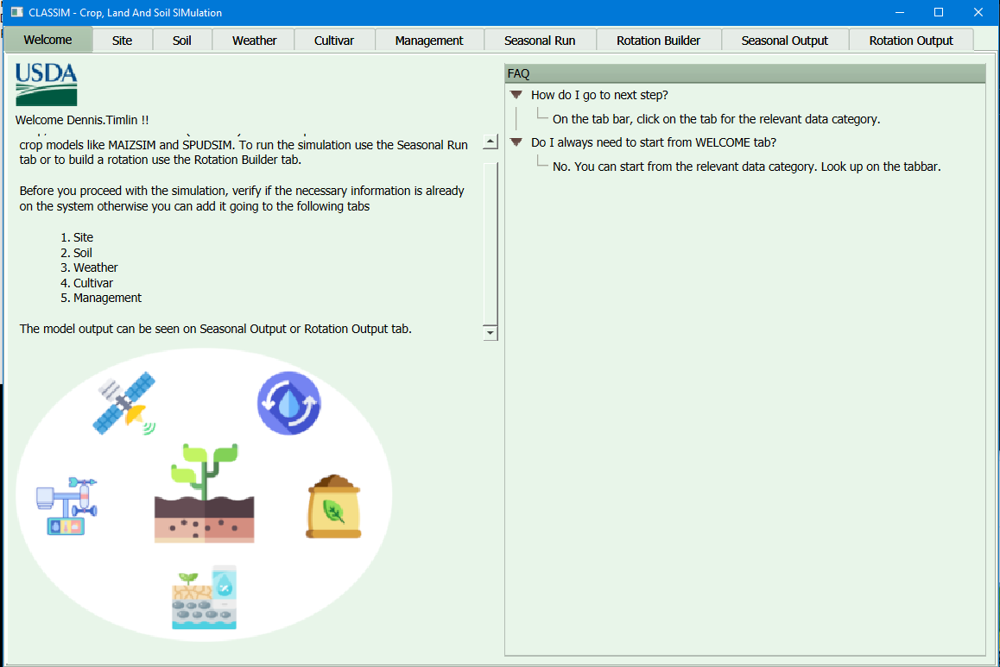 CLASSIM - Crop, Land And Soil SIMulation
Welcome Site Soil Weather Cultivar Management Seasonal Run Rotation Builder Seasonal Output Rotation Output
USDA
Welcome Dennis.Timlin !!
crop models like MAIZSIM and SPUDSIM. To run the simulation use the Seasonal Run
tab or to build a rotation use the Rotation Builder tab.
Before you proceed with the simulation, verify if the necessary information is already
on the system otherwise you can add it going to the following tabs
1. Site
2. Soil
3. Weather
4. Cultivar
5. Management
The model output can be seen on Seasonal Output or Rotation Output tab.
FAQ
How do I go to next step?
On the tab bar, click on the tab for the relevant data category.
Do I always need to start from WELCOME tab?
No. You can start from the relevant data category. Look up on the tabbar.